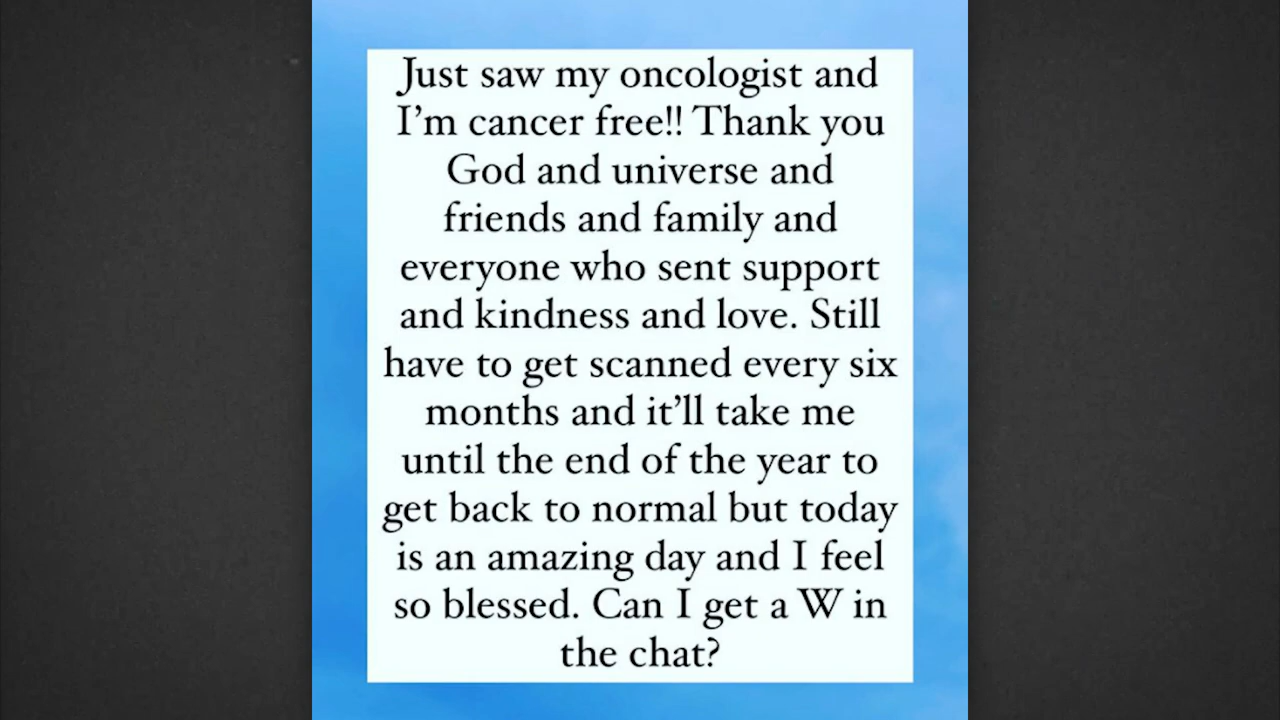 Just saw my oncologist and
I'm cancer free!! Thank you
God and universe and
friends and family and
everyone who sent support
and kindness and love. Still
have to get scanned every six
months and it'll take me
until the end of the year to
get back to normal but today
is an amazing day and I feel
so blessed. Can I get a W in
the chat?